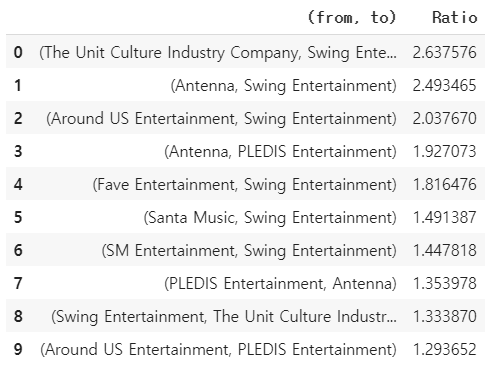 (from, to) Ratio
0 (The Unit Culture Industry Company, Swing Ente... 2.637576
1 (Antenna, Swing Entertainment) 2.493465
2 (Around US Entertainment, Swing Entertainment) 2.037670
3 (Antenna, PLEDIS Entertainment) 1.927073
4 (Fave Entertainment, Swing Entertainment) 1.816476
5 (Santa Music, Swing Entertainment) 1.491387
6 (SM Entertainment, Swing Entertainment) 1.447818
7 (PLEDIS Entertainment, Antenna) 1.353978
8 (Swing Entertainment, The Unit Culture Industr... 1.333870
9 (Around US Entertainment, PLEDIS Entertainment) 1.293652